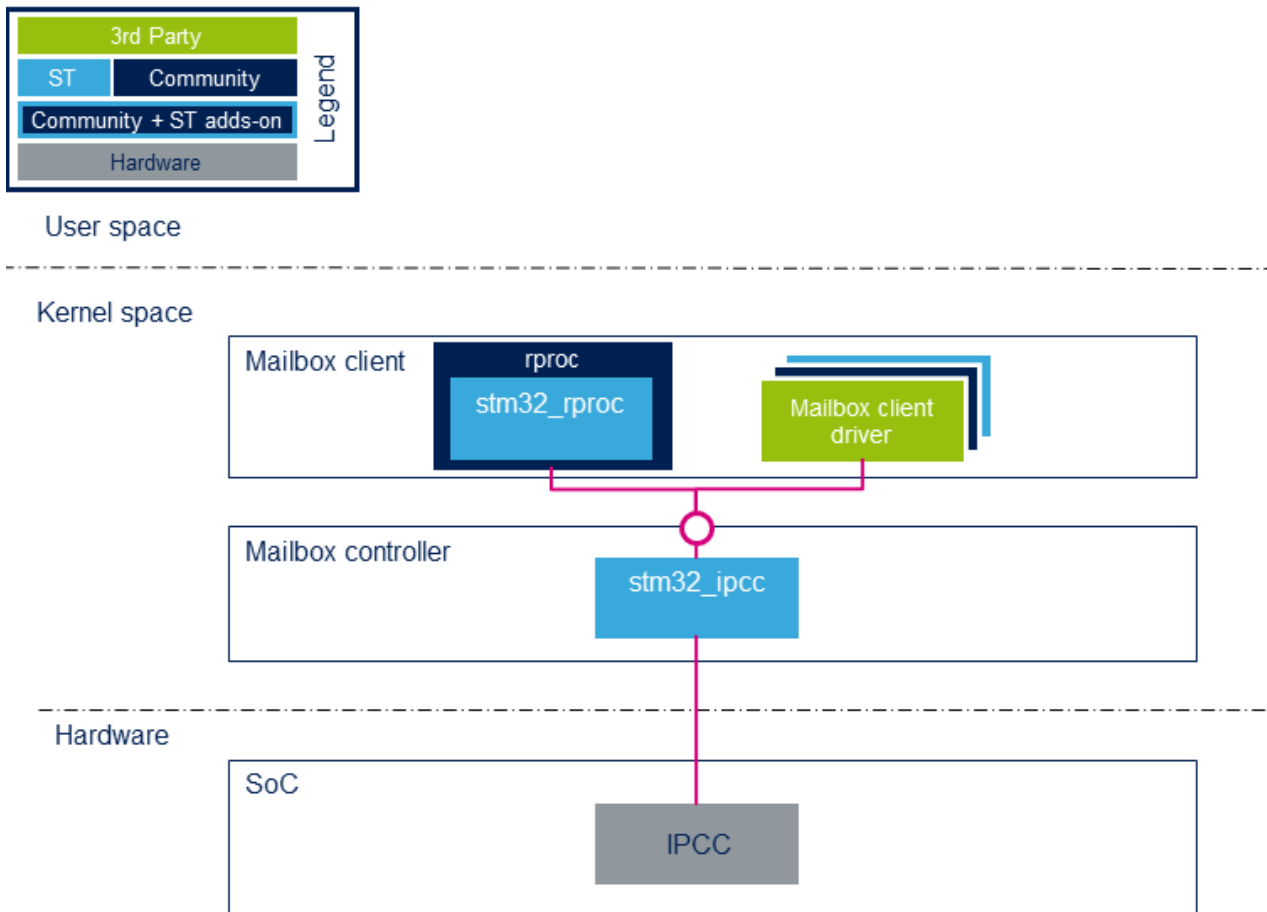 3rd Party
ST
Community
Community + ST adds-on
Hardware
Legend
User space
Kernel space
Mailbox client
rproc
stm32_rproc
Mailbox client
driver
Mailbox controller
stm32_ipcc
Hardware
SoC
IPCC